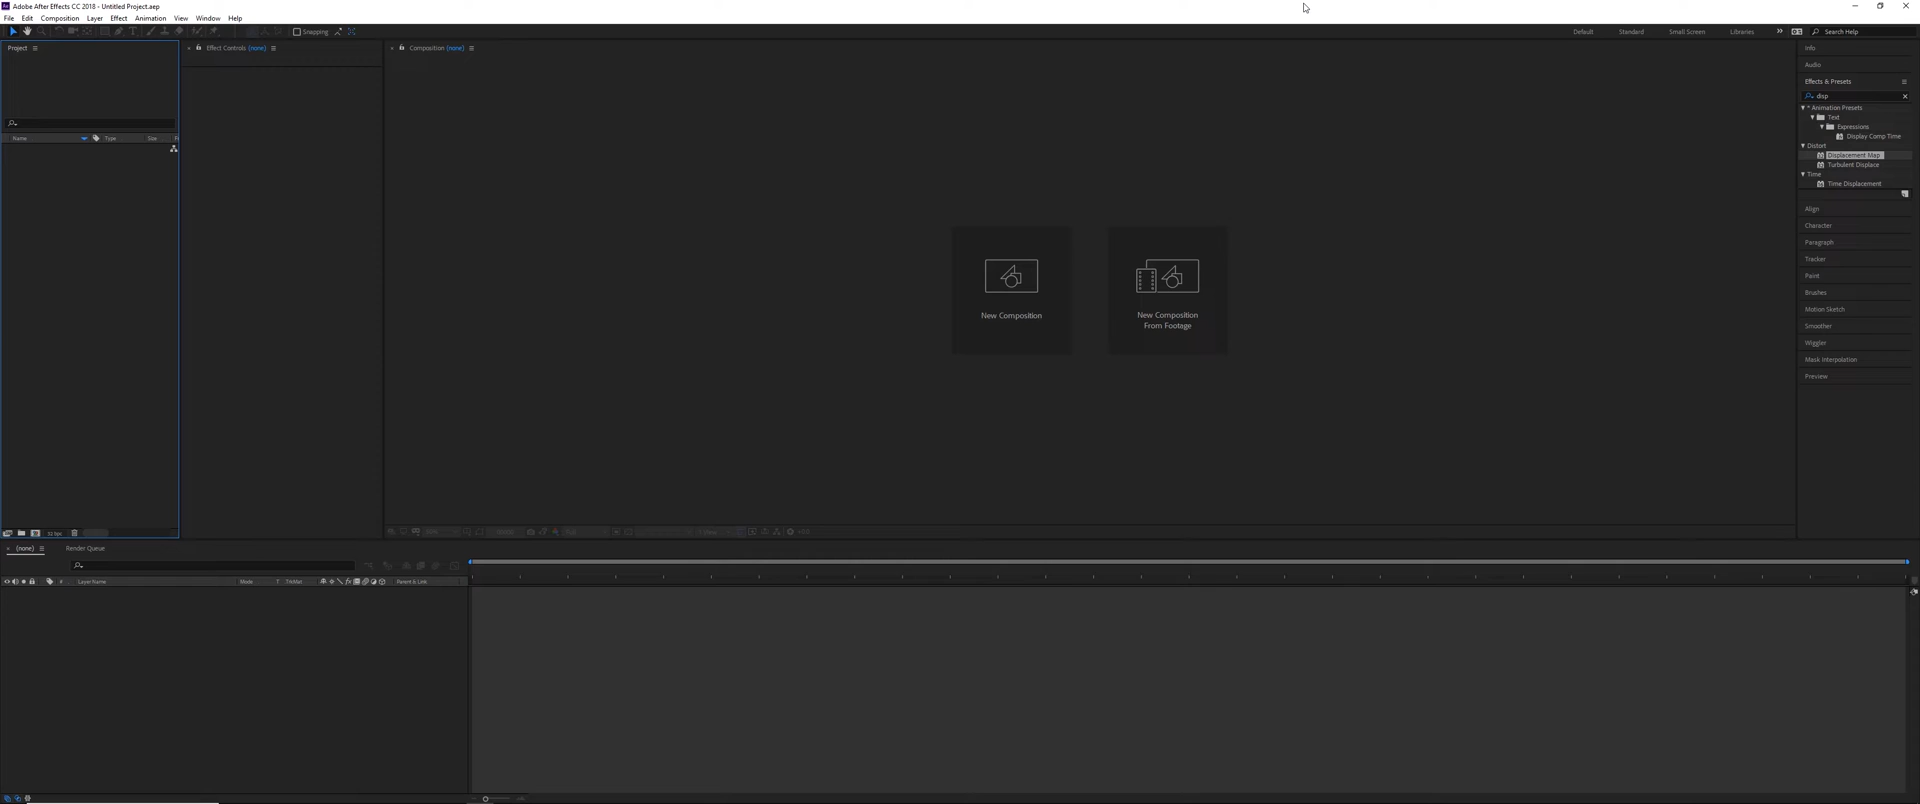 Adobe After Effects CC 2018 - Untitled Project.aep
File Edit Composition Layer Effect Animation View Window Help
Snapping
Default Standard Small Screen Libraries Search Help
Project
Effect Controls (none)
Composition (none)
Info
Audio
Effects & Presets
disp
* Animation Presets
Text
Expressions
Display Comp Time
Distort
Displacement Map
Turbulent Displace
Time
Time Displacement
Align
Character
Paragraph
Tracker
Paint
Brushes
Motion Sketch
Smoother
Wiggler
Mask Interpolation
Preview
Name Type Size
New Composition
New Composition
From Footage
32 bpc
(none) Render Queue
# Layer Name Mode T TrkMat Parent & Link